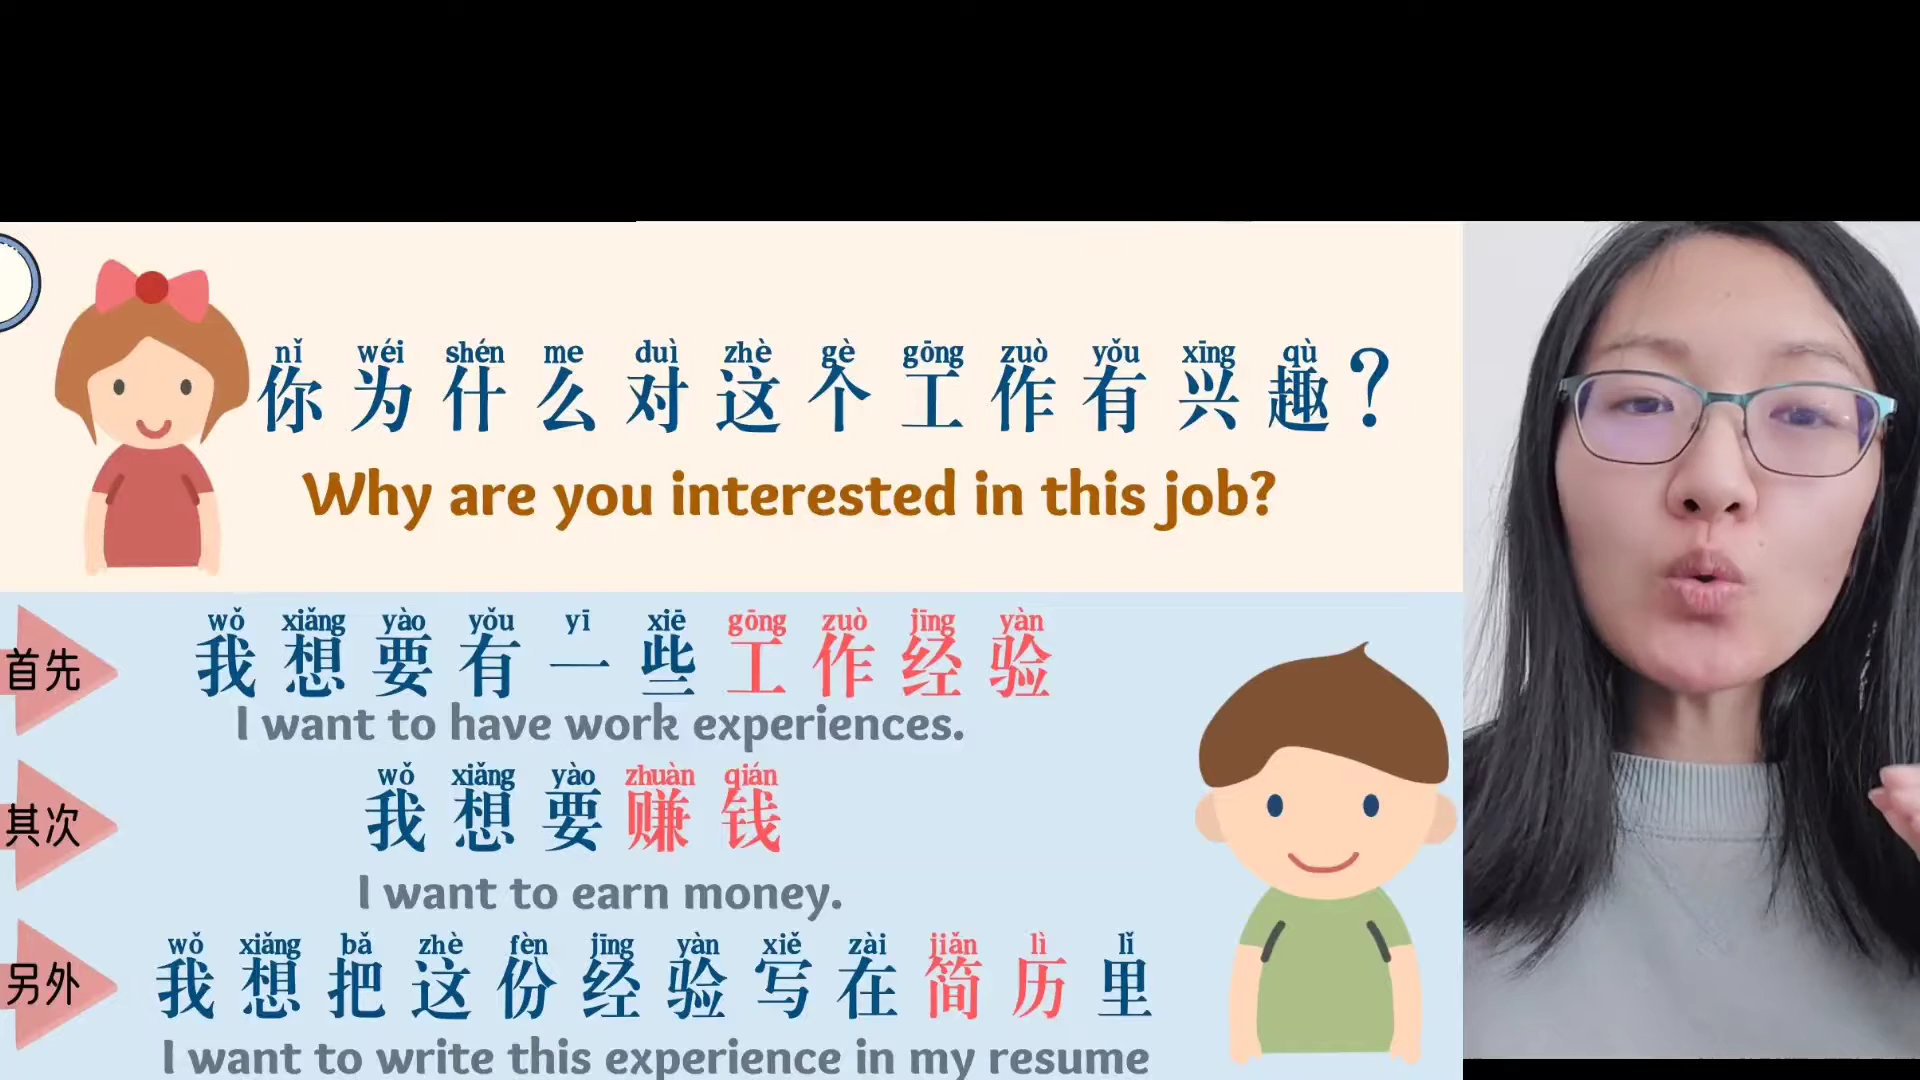 nǐ wéi shén me duì zhè gè gōng zuò yǒu xīng qù
你为什么对这个工作有兴趣？
Why are you interested in this job?
wǒ xiǎng yào yǒu yī xiē gōng zuò jīng yàn
首先 我想要有一些工作经验
I want to have work experiences.
wǒ xiǎng yào zhuàn qián
其次 我想要赚钱
I want to earn money.
wǒ xiǎng bǎ zhè fèn jīng yàn xiě zài jiǎn lì lǐ
另外 我想把这份经验写在简历里
I want to write this experience in my resume